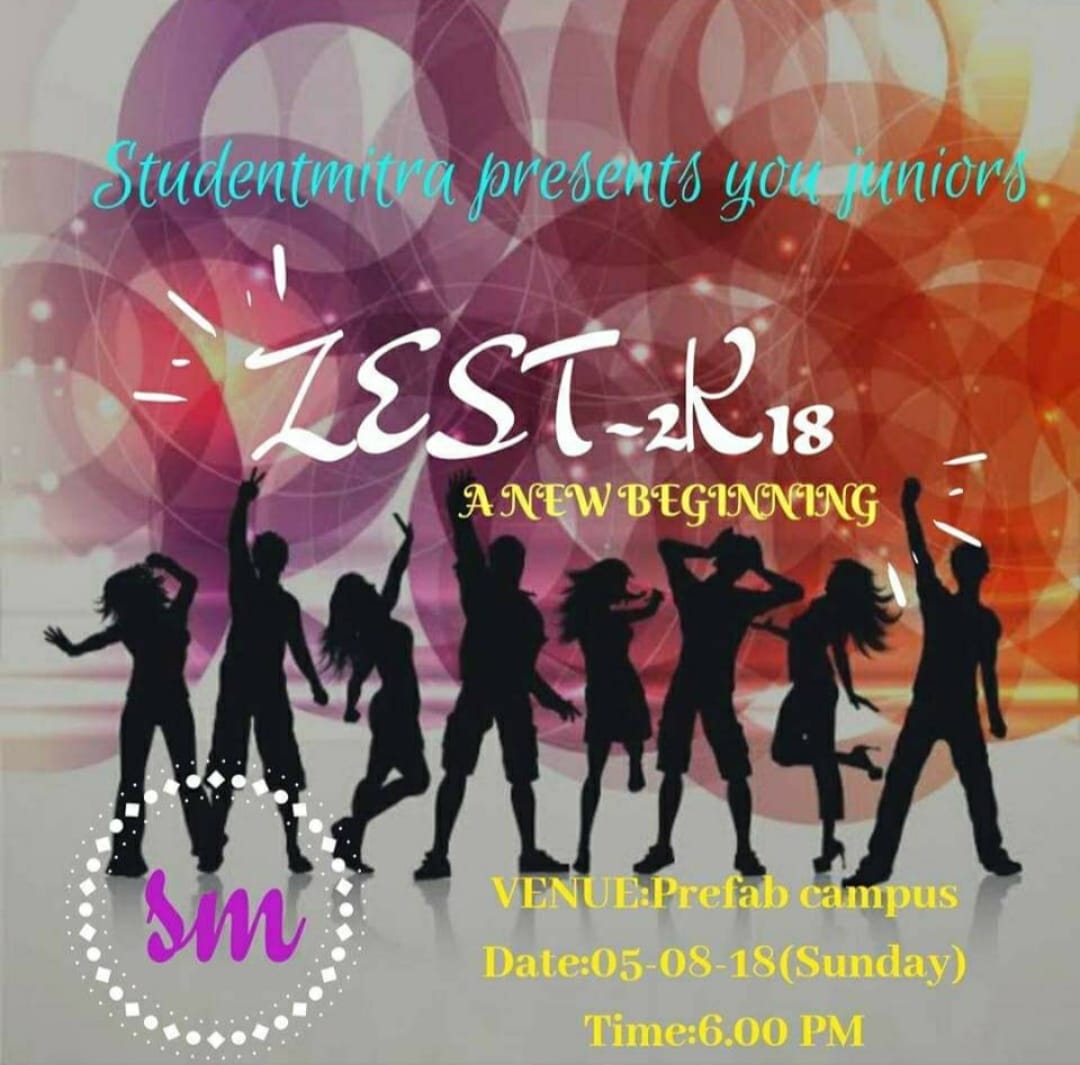 Studentmitra presents you juniors
ZEST-2K18
A NEW BEGINNING
sm
VENUE:Prefab campus
Date:05-08-18(Sunday)
Time:6.00 PM